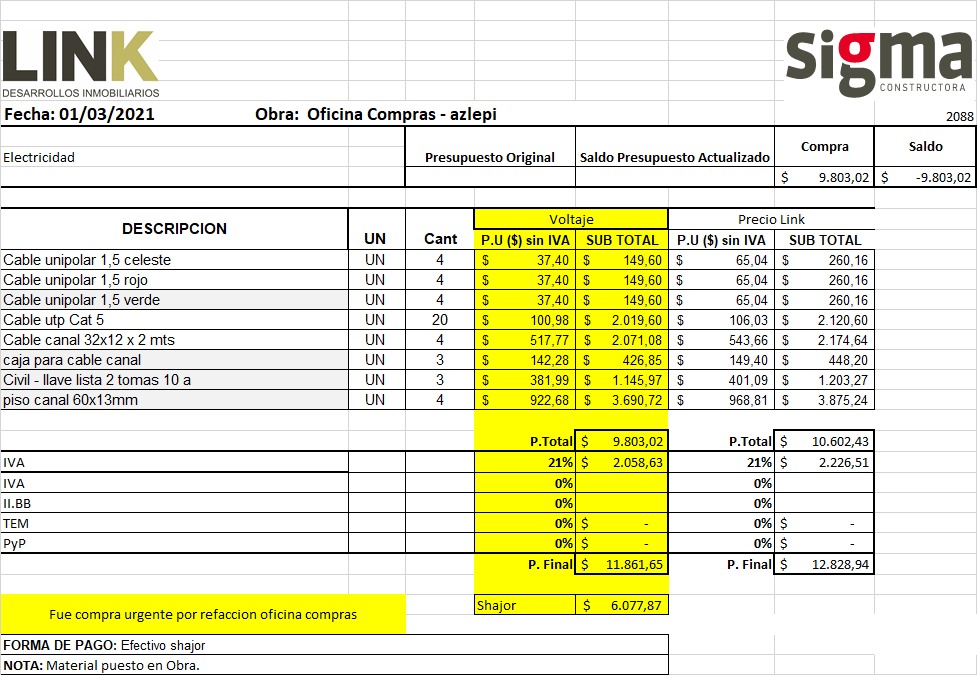 LINK
DESARROLLOS INMOBILIARIOS
sigma
CONSTRUCTORA
Fecha: 01/03/2021 Obra: Oficina Compras - azlepi 2088
Electricidad Presupuesto Original Saldo Presupuesto Actualizado Compra Saldo
$ 9.803,02 $ -9.803,02
DESCRIPCION UN Cant Voltaje Precio Link
P.U ($) sin IVA SUB TOTAL P.U ($) sin IVA SUB TOTAL
Cable unipolar 1,5 celeste UN 4 $ 37,40 $ 149,60 $ 65,04 $ 260,16
Cable unipolar 1,5 rojo UN 4 $ 37,40 $ 149,60 $ 65,04 $ 260,16
Cable unipolar 1,5 verde UN 4 $ 37,40 $ 149,60 $ 65,04 $ 260,16
Cable utp Cat 5 UN 20 $ 100,98 $ 2.019,60 $ 106,03 $ 2.120,60
Cable canal 32x12 x 2 mts UN 4 $ 517,77 $ 2.071,08 $ 543,66 $ 2.174,64
caja para cable canal UN 3 $ 142,28 $ 426,85 $ 149,40 $ 448,20
Civil - llave lista 2 tomas 10 a UN 3 $ 381,99 $ 1.145,97 $ 401,09 $ 1.203,27
piso canal 60x13mm UN 4 $ 922,68 $ 3.690,72 $ 968,81 $ 3.875,24
P.Total $ 9.803,02 P.Total $ 10.602,43
IVA 21% $ 2.058,63 21% $ 2.226,51
IVA 0% 0%
II.BB 0% 0%
TEM 0% $ - 0% $ -
PyP 0% $ - 0% $ -
P. Final $ 11.861,65 P. Final $ 12.828,94
Shajor $ 6.077,87
Fue compra urgente por refaccion oficina compras
FORMA DE PAGO: Efectivo shajor
NOTA: Material puesto en Obra.